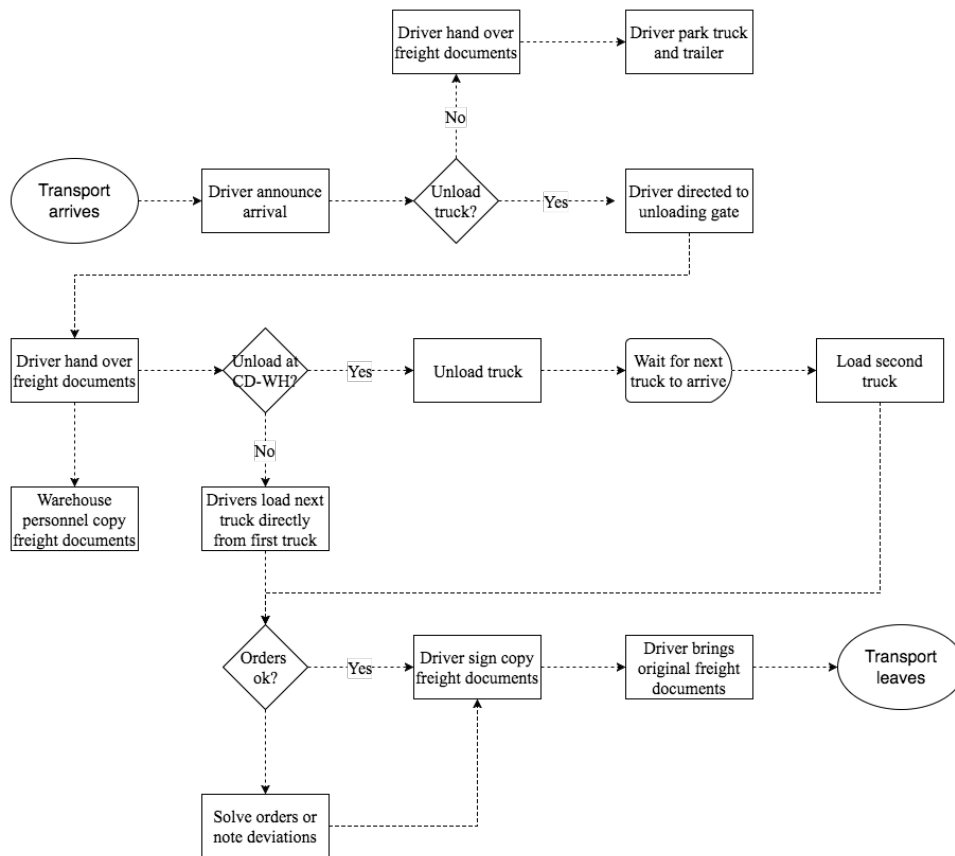 Driver hand over
freight documents
Driver park truck
and trailer
No
Transport
arrives
Driver announce
arrival
Unload
truck?
Yes
Driver directed to
unloading gate
Driver hand over
freight documents
Unload at
CD-WH?
Yes
Unload truck
Wait for next
truck to arrive
Load second
truck
No
Warehouse
personnel copy
freight documents
Drivers load next
truck directly
from first truck
Orders
ok?
Yes
Driver sign copy
freight documents
Driver brings
original freight
documents
Transport
leaves
Solve orders or
note deviations